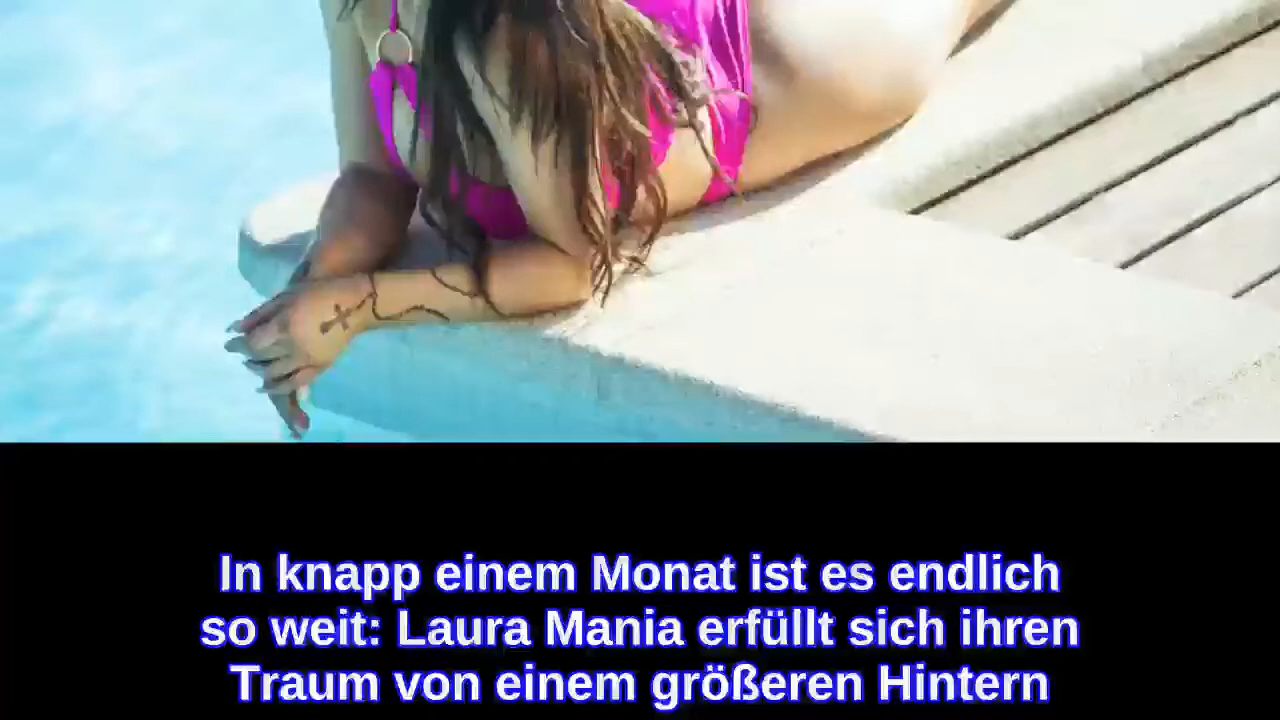 In knapp einem Monat ist es endlich
so weit: Laura Mania erfüllt sich ihren
Traum von einem größeren Hintern